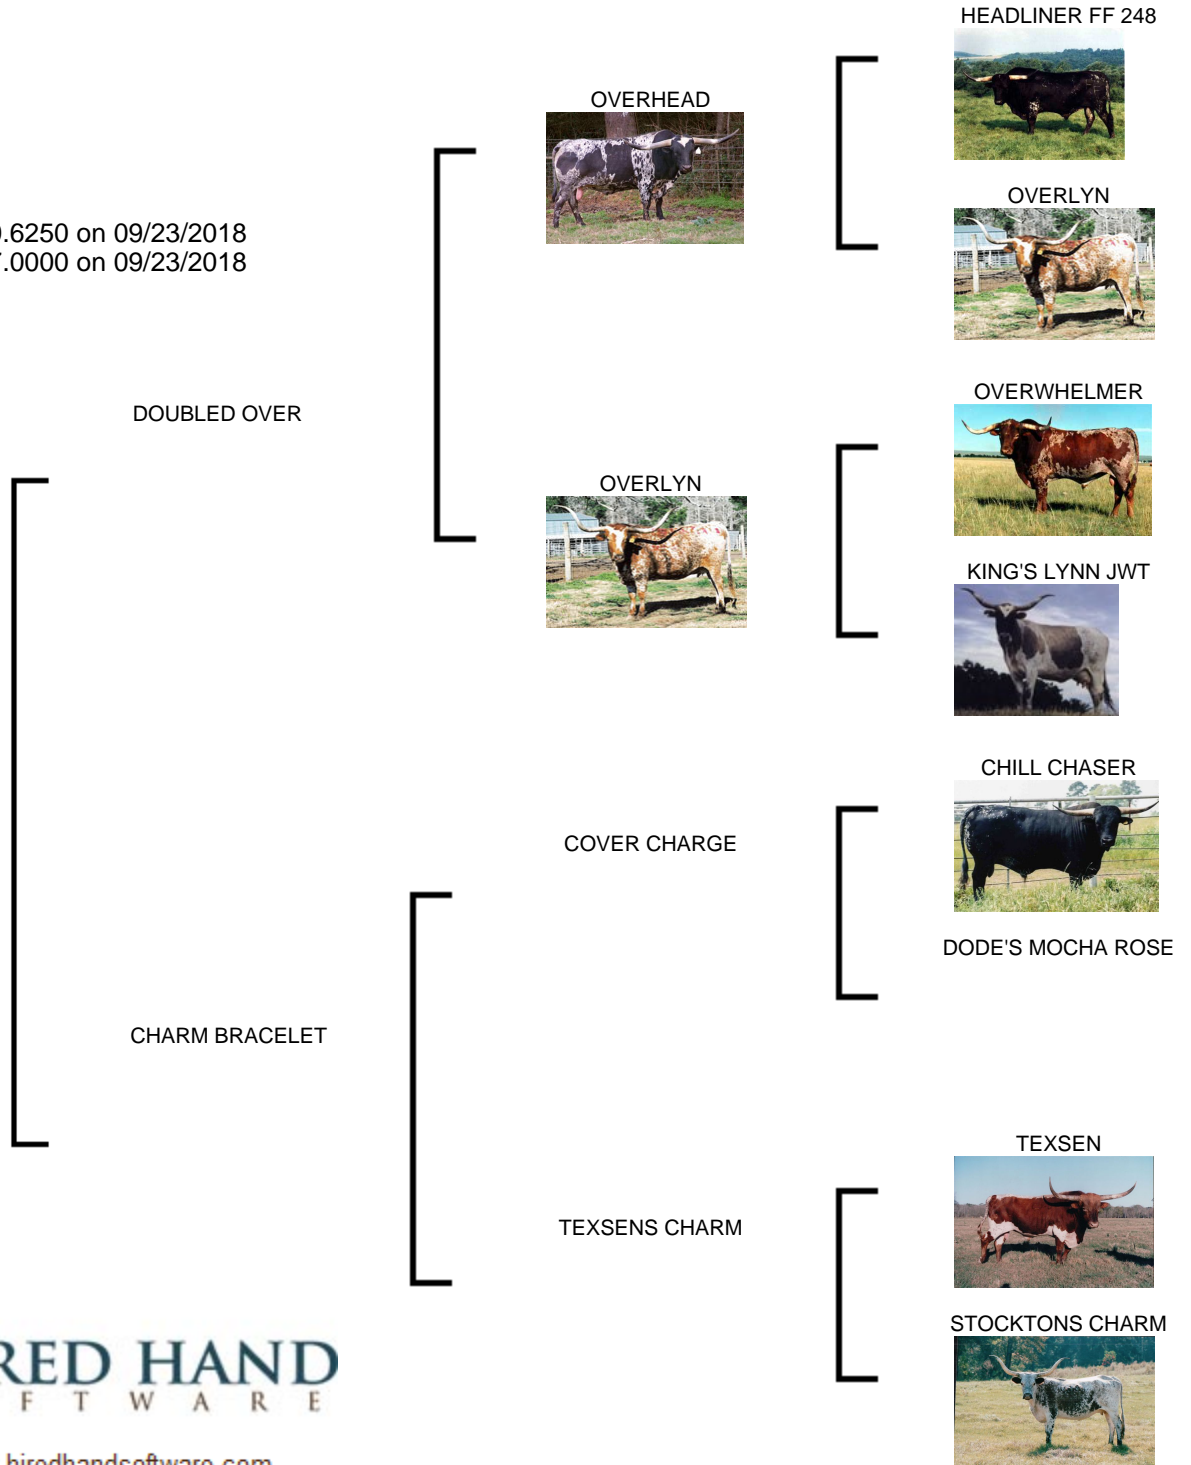 HEADLINER FF 248
OVERHEAD
OVERLYN
.6250 on 09/23/2018
.0000 on 09/23/2018
OVERWHELMER
DOUBLED OVER
OVERLYN
KING'S LYNN JWT
CHILL CHASER
COVER CHARGE
DODE'S MOCHA ROSE
CHARM BRACELET
TEXSEN
TEXSENS CHARM
STOCKTONS CHARM
RED HAND
F T W A R E
hiredhandsoftware.com